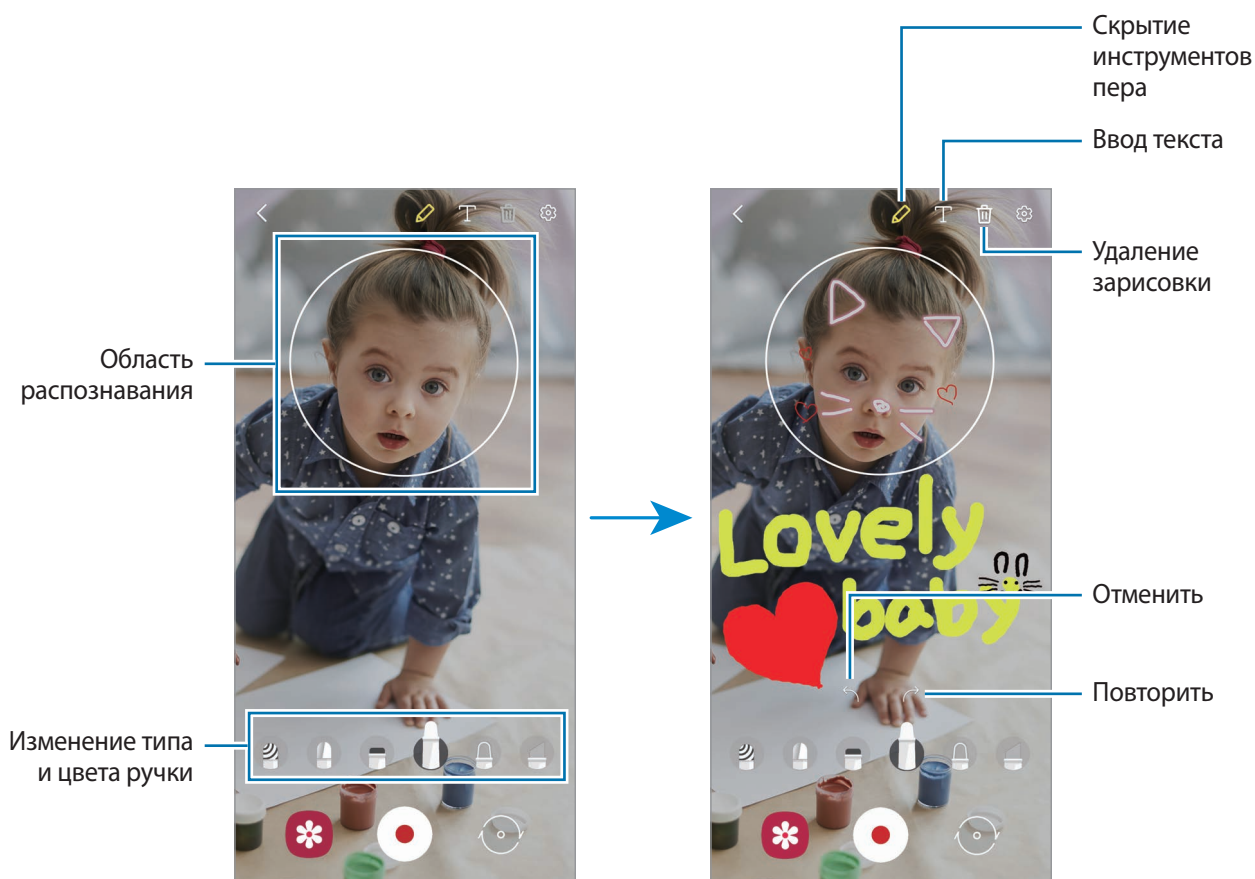 Скрытие
инструментов
пера
Ввод текста
Удаление
зарисовки
Область
распознавания
Lovely
baby
Отменить
Повторить
Изменение типа
и цвета ручки